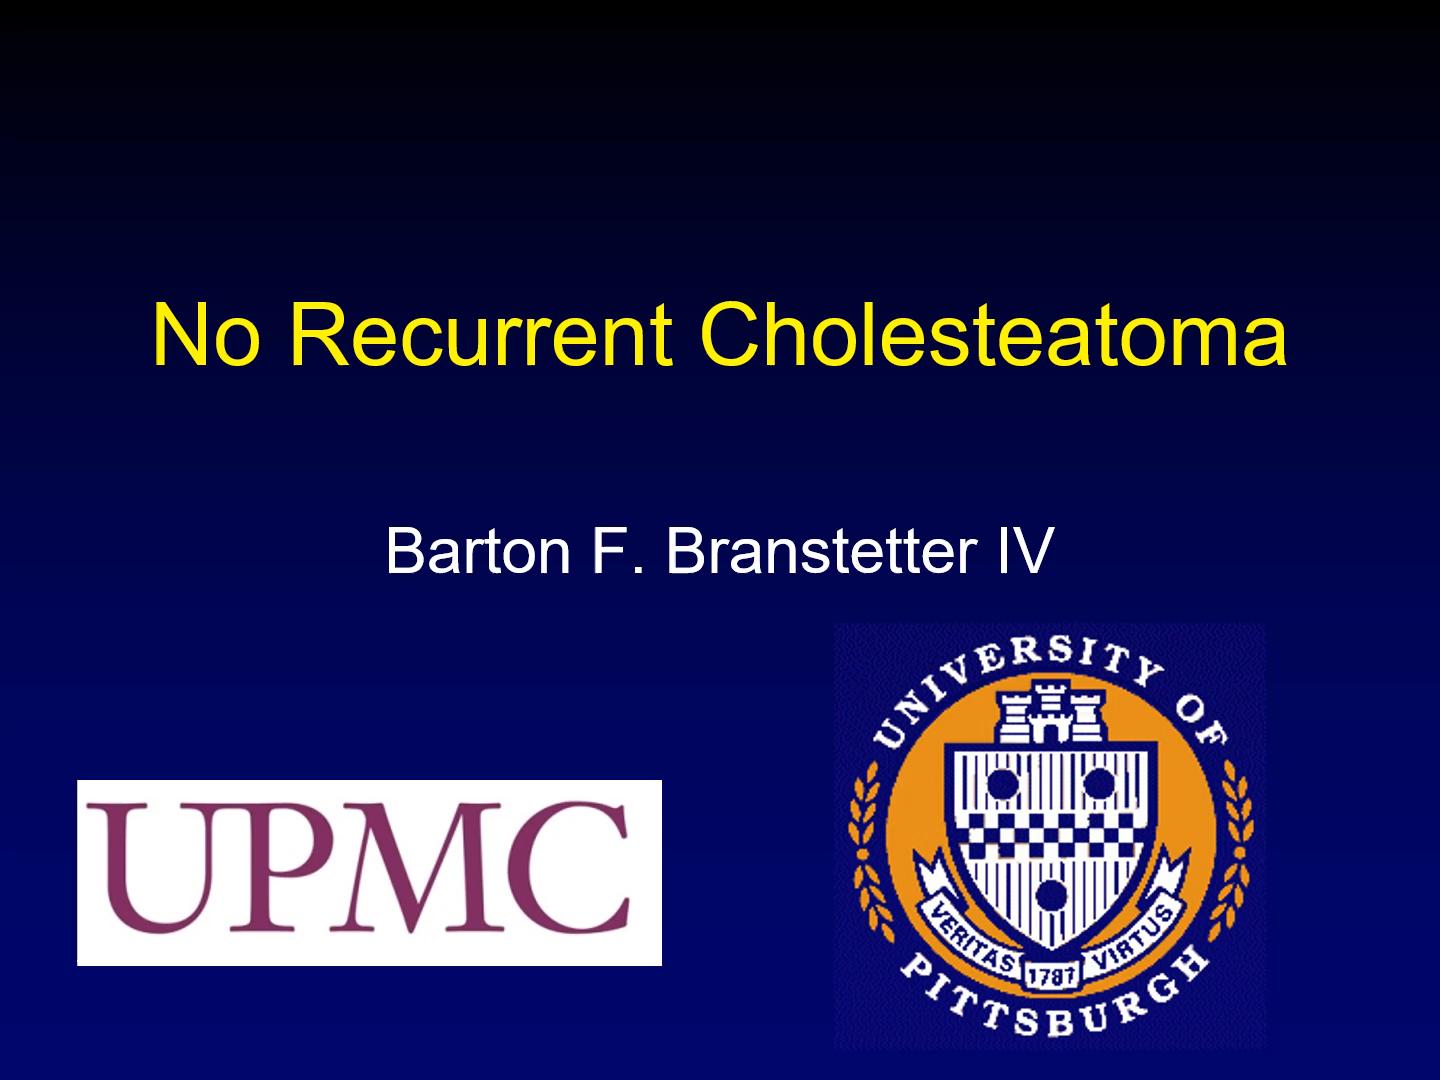 No Recurrent Cholesteatoma
Barton F. Branstetter IV
UPMC
UNIVERSITY OF
VERITAS 1787 VIRTUS
PITTSBURGH